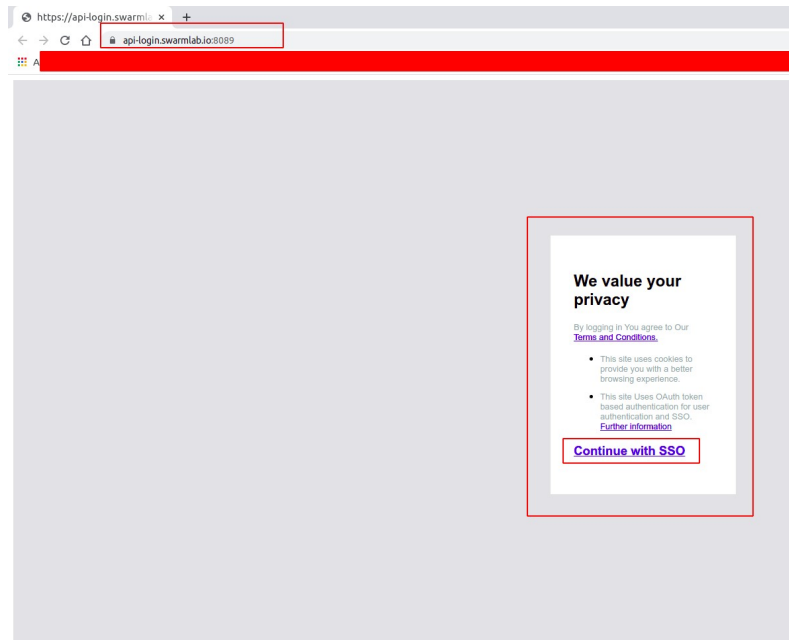 https://api-login.swarmla
api-login.swarmlab.io:8089
A
We value your
privacy
By logging in You agree to Our
Terms and Conditions.
This site uses cookies to
provide you with a better
browsing experience.
This site Uses OAuth token
based authentication for user
authentication and SSO.
Further information
Continue with SSO